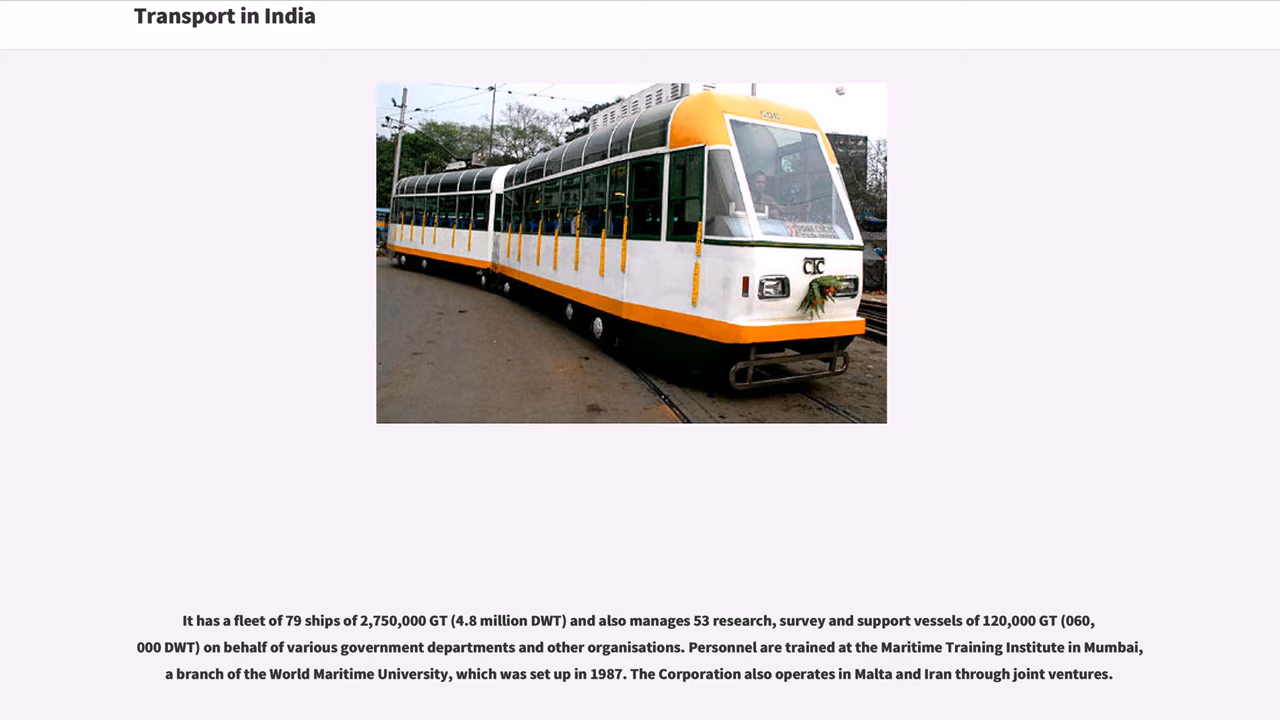 Transport in India
506
CTC
It has a fleet of 79 ships of 2,750,000 GT (4.8 million DWT) and also manages 53 research, survey and support vessels of 120,000 GT (060,
000 DWT) on behalf of various government departments and other organisations. Personnel are trained at the Maritime Training Institute in Mumbai,
a branch of the World Maritime University, which was set up in 1987. The Corporation also operates in Malta and Iran through joint ventures.